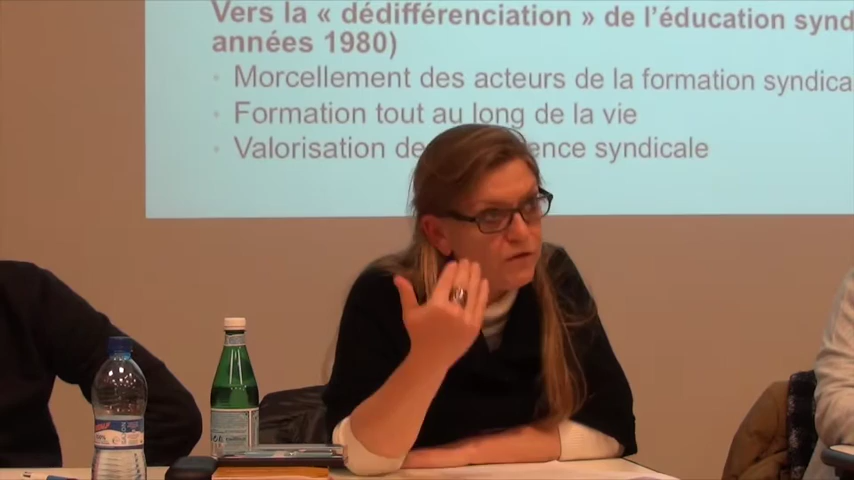 Vers la « dédifférenciation » de l'éducation synd
années 1980)
Morcellement des acteurs de la formation syndica
Formation tout au long de la vie
Valorisation de ence syndicale